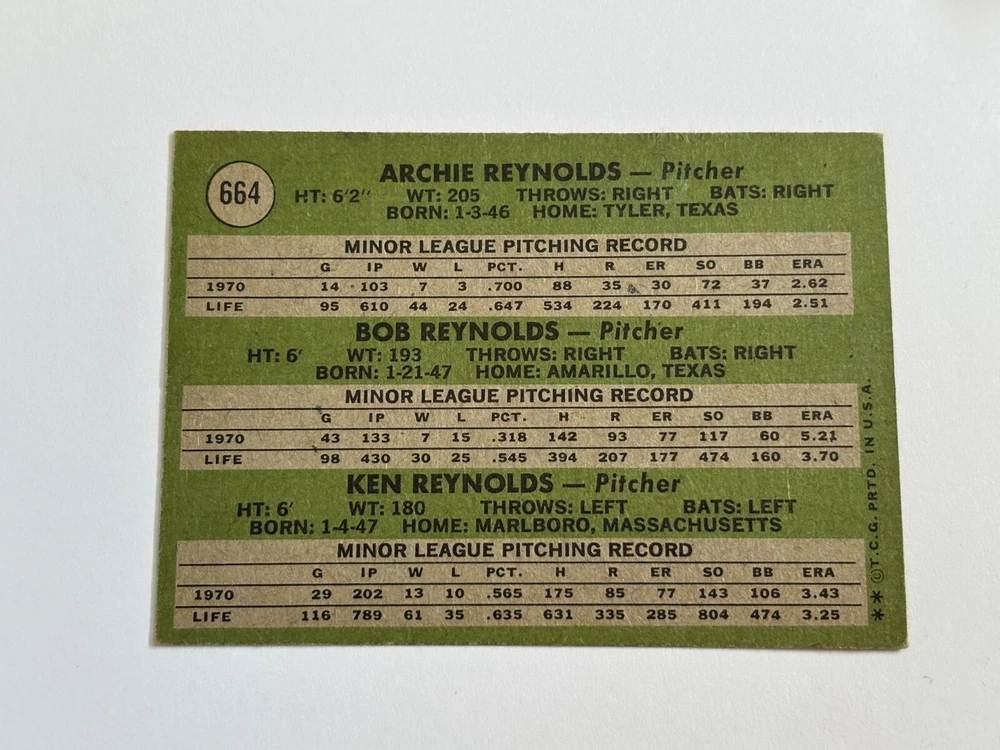 664
ARCHIE REYNOLDS — Pitcher
HT: 6'2" WT: 205 THROWS: RIGHT BATS: RIGHT
BORN: 1-3-46 HOME: TYLER, TEXAS
MINOR LEAGUE PITCHING RECORD
G IP W L PCT. H R ER SO BB ERA
1970 14 103 7 3 .700 88 35 30 72 37 2.62
LIFE 95 610 44 24 .647 534 224 170 411 194 2.51
BOB REYNOLDS — Pitcher
HT: 6' WT: 193 THROWS: RIGHT BATS: RIGHT
BORN: 1-21-47 HOME: AMARILLO, TEXAS
MINOR LEAGUE PITCHING RECORD
G IP W L PCT. H R ER SO BB ERA
1970 43 133 7 15 .318 142 93 77 117 60 5.21
LIFE 98 430 30 25 .545 394 207 177 474 160 3.70
KEN REYNOLDS — Pitcher
HT: 6' WT: 180 THROWS: LEFT BATS: LEFT
BORN: 1-4-47 HOME: MARLBORO, MASSACHUSETTS
MINOR LEAGUE PITCHING RECORD
G IP W L PCT. H R ER SO BB ERA
1970 29 202 13 10 .565 175 85 77 143 106 3.43
LIFE 116 789 61 35 .635 631 335 285 804 474 3.25
** ©T.C.G. PRTD. IN U.S.A.